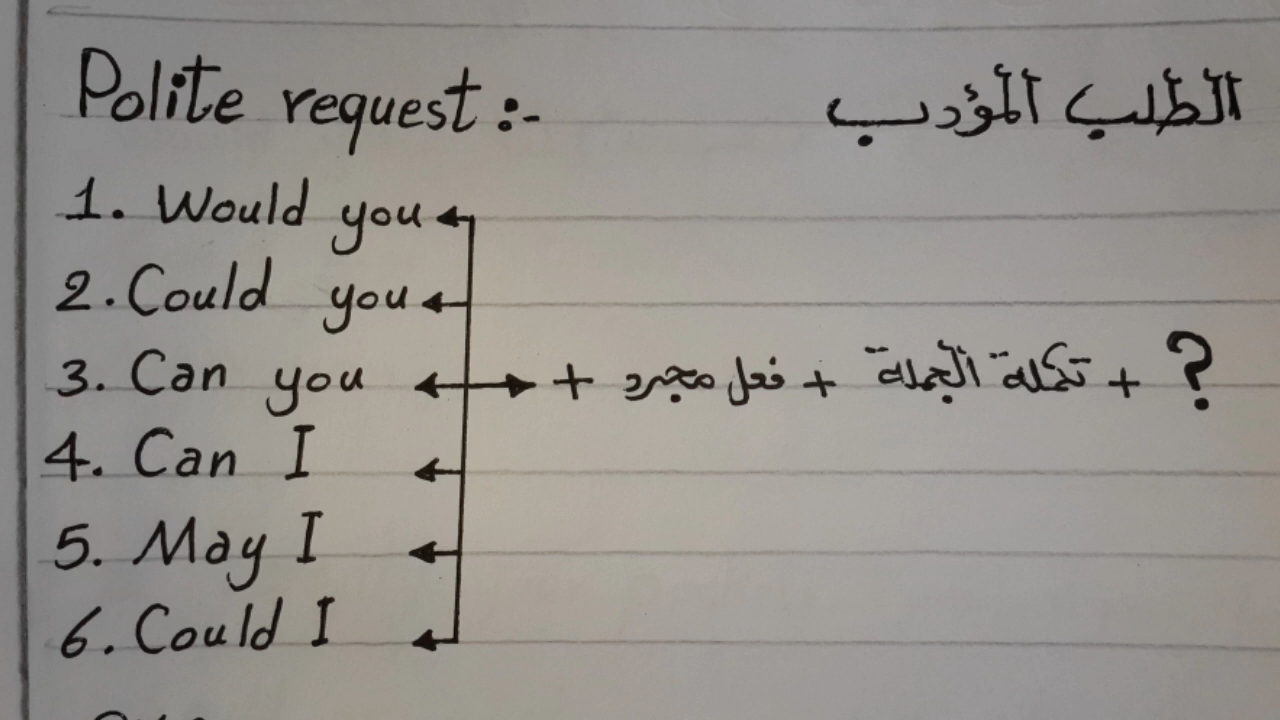 Polite request :- الطلب المؤدب
1. Would you
2. Could you
3. Can you + فعل مجرد + تكملة الجملة + ?
4. Can I
5. May I
6. Could I